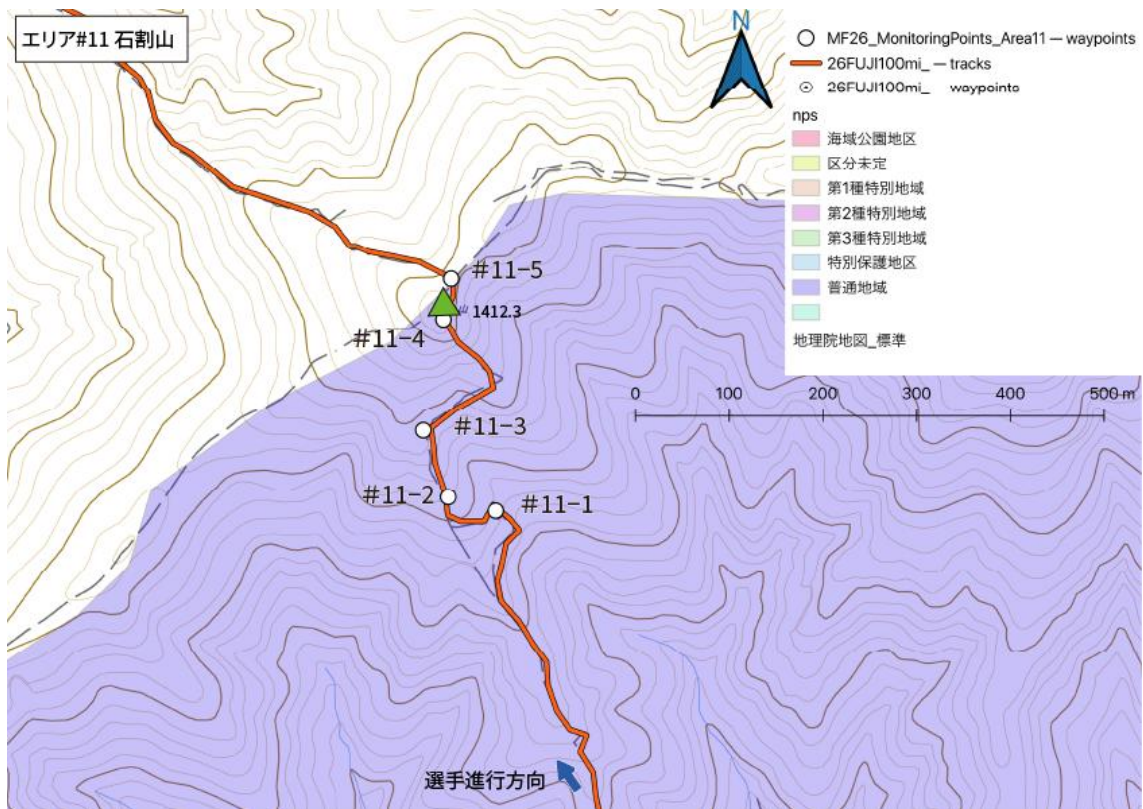 エリア#11 石割山
N
MF26_MonitoringPoints_Area11 — waypoints
26FUJI100mi_ — tracks
26FUJI100mi_ waypoints
nps
海域公園地区
区分未定
第1種特別地域
第2種特別地域
第3種特別地域
特別保護地区
普通地域
地理院地図_標準
0 100 200 300 400 500 m
#11-5
1412.3
#11-4
#11-3
#11-2
#11-1
選手進行方向